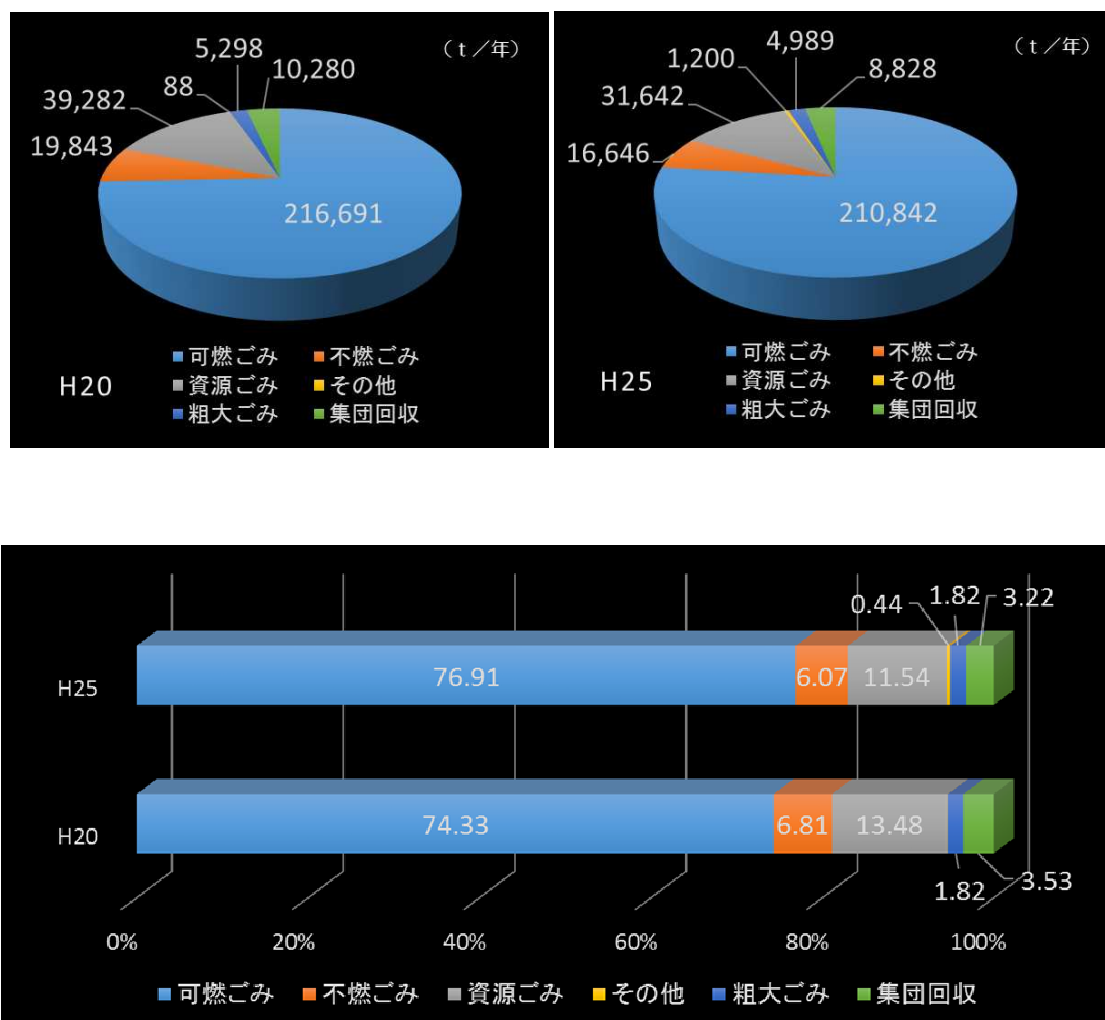 (ｔ／年)
5,298
10,280
88
39,282
19,843
216,691
■可燃ごみ ■不燃ごみ
■資源ごみ ■その他
■粗大ごみ ■集団回収
H20
(ｔ／年)
4,989
1,200
8,828
31,642
16,646
210,842
■可燃ごみ ■不燃ごみ
■資源ごみ ■その他
■粗大ごみ ■集団回収
H25
0.44 1.82 3.22
H25 76.91 6.07 11.54
H20 74.33 6.81 13.48
1.82 3.53
0% 20% 40% 60% 80% 100%
■可燃ごみ ■不燃ごみ ■資源ごみ ■その他 ■粗大ごみ ■集団回収